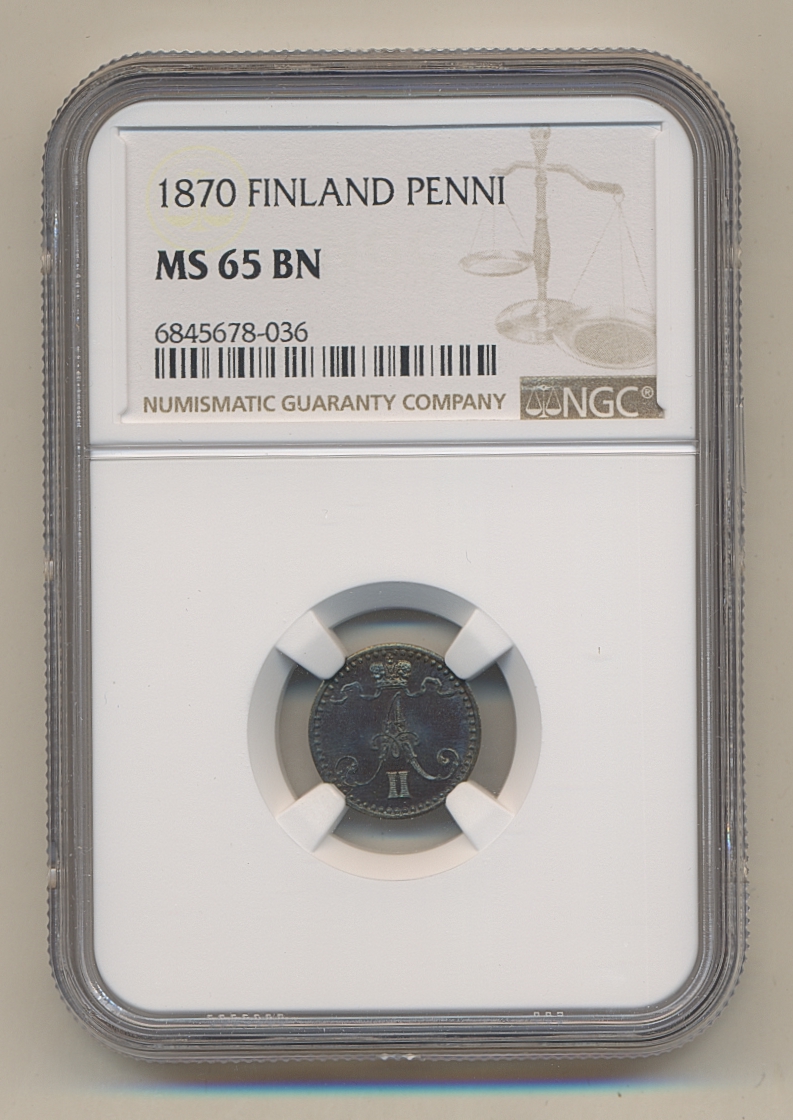 1870 FINLAND PENNI
MS 65 BN
6845678-036
NUMISMATIC GUARANTY COMPANY
NGC®
A
II